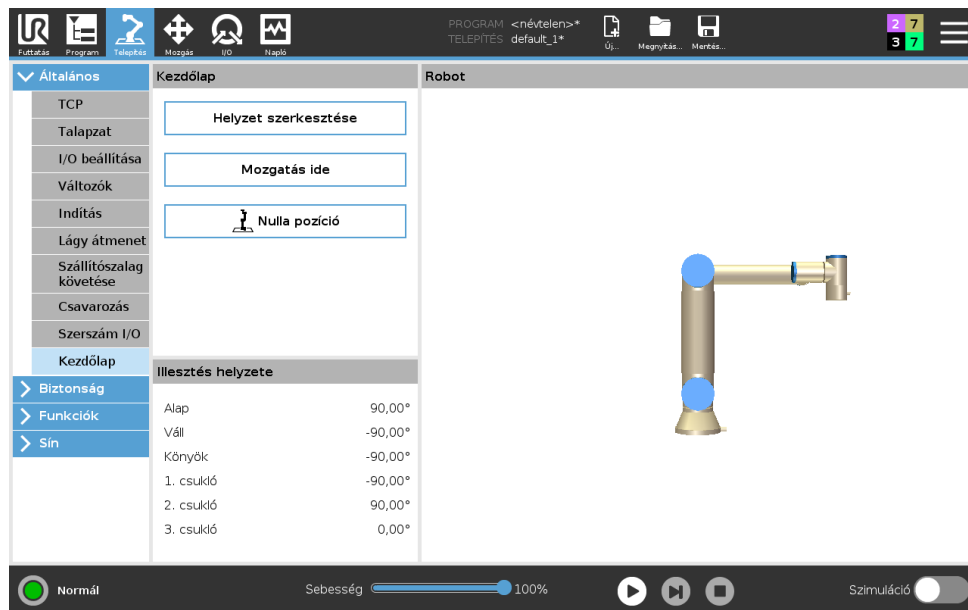 UR
Futtatás
Program
Telepítés
Mozgás
I/O
Napló
PROGRAM <névtelen>*
TELEPÍTÉS default_1*
Új...
Megnyitás...
Mentés...
2 7
3 7
Általános
TCP
Talapzat
I/O beállítása
Változók
Indítás
Lágy átmenet
Szállítószalag
követése
Csavarozás
Szerszám I/O
Kezdőlap
Biztonság
Funkciók
Sín
Kezdőlap
Helyzet szerkesztése
Mozgatás ide
Nulla pozíció
Illesztés helyzete
Alap 90,00°
Váll -90,00°
Könyök -90,00°
1. csukló -90,00°
2. csukló 90,00°
3. csukló 0,00°
Robot
Normál
Sebesség 100%
Szimuláció